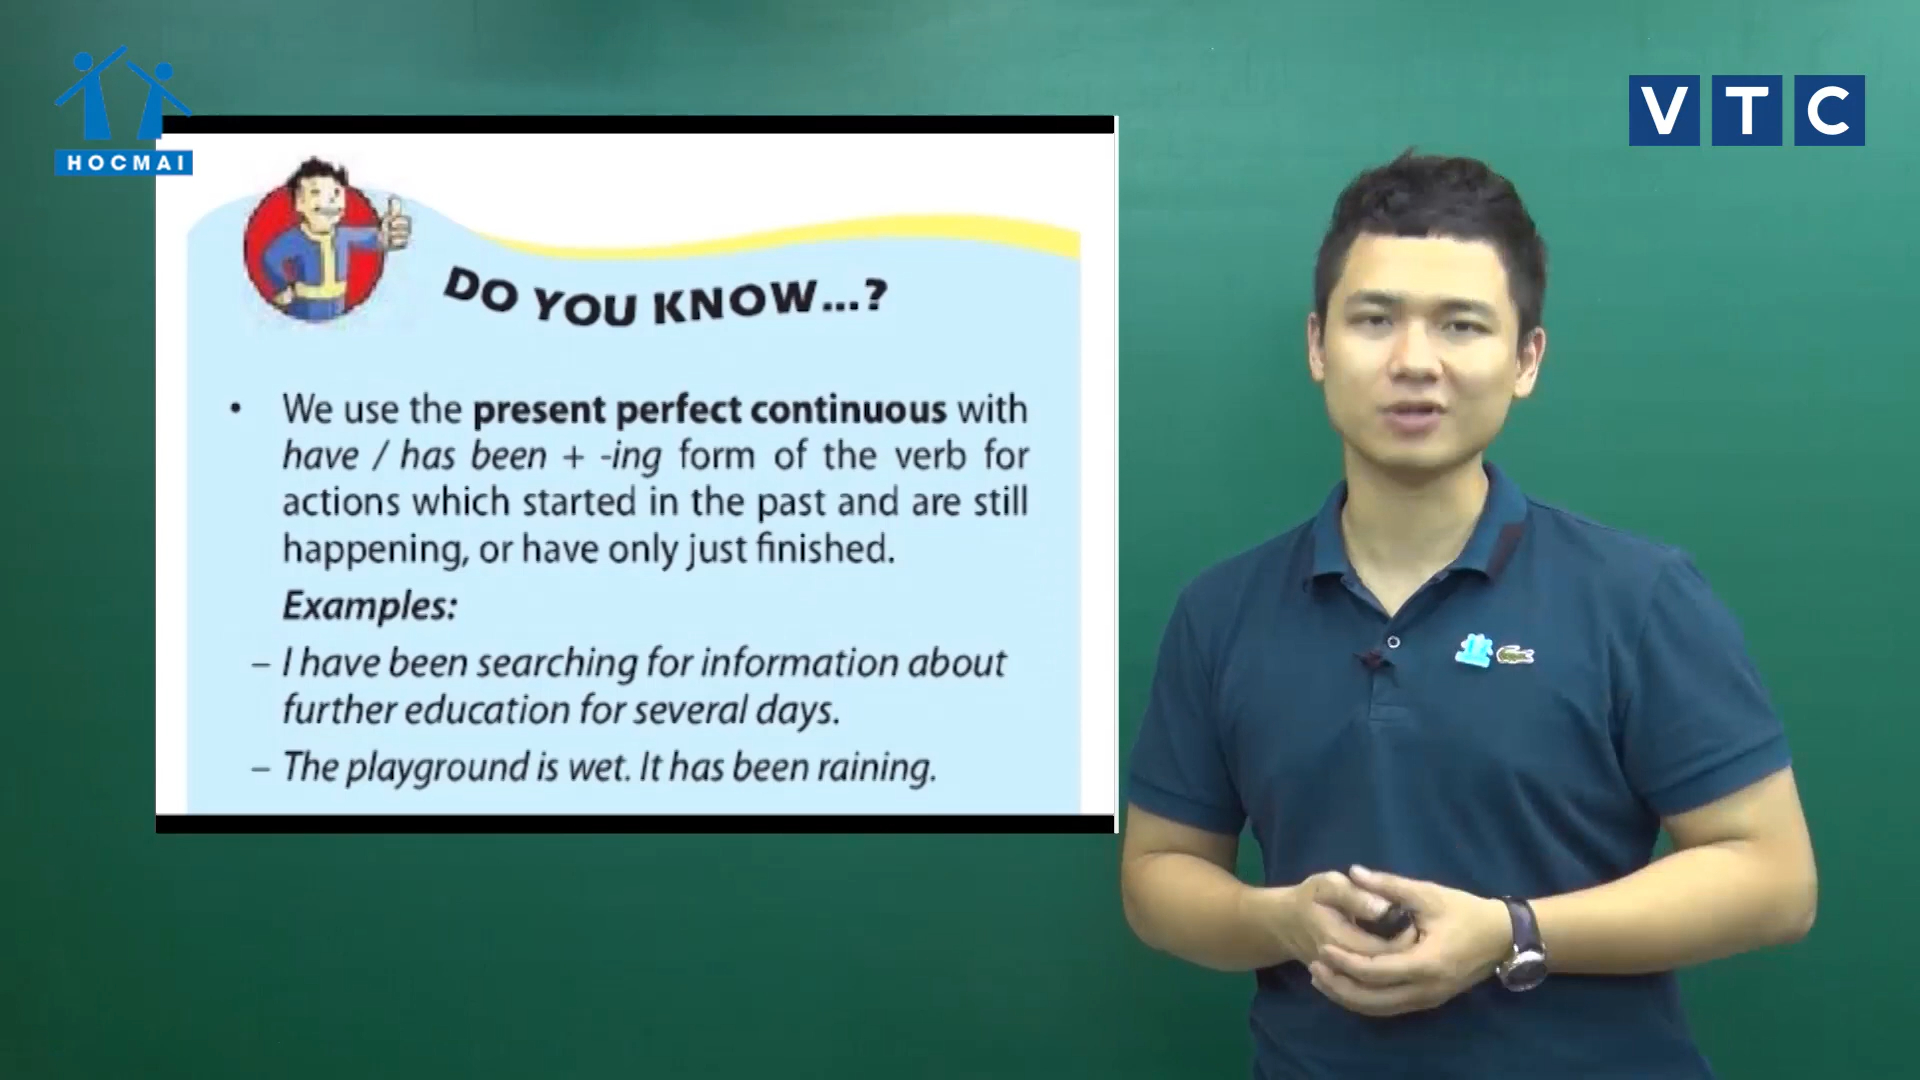 HOCMAI
VTC
DO YOU KNOW...?
• We use the present perfect continuous with
have / has been + -ing form of the verb for
actions which started in the past and are still
happening, or have only just finished.
Examples:
– I have been searching for information about
further education for several days.
– The playground is wet. It has been raining.